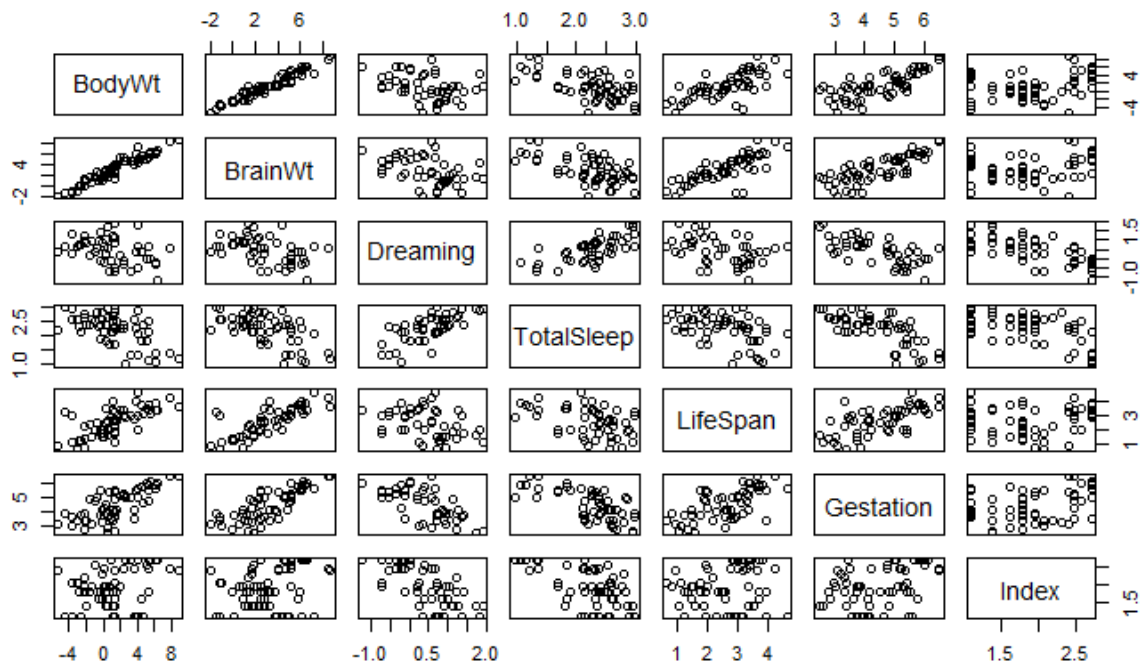 -2 2 6 1.0 2.0 3.0 3 4 5 6
BodyWt -4 4
-2 4 BrainWt
Dreaming -1.0 1.5
1.0 2.5 TotalSleep
LifeSpan 1 3
3 5 Gestation
Index 1.5
-4 0 4 8 -1.0 0.5 2.0 1 2 3 4 1.5 2.5